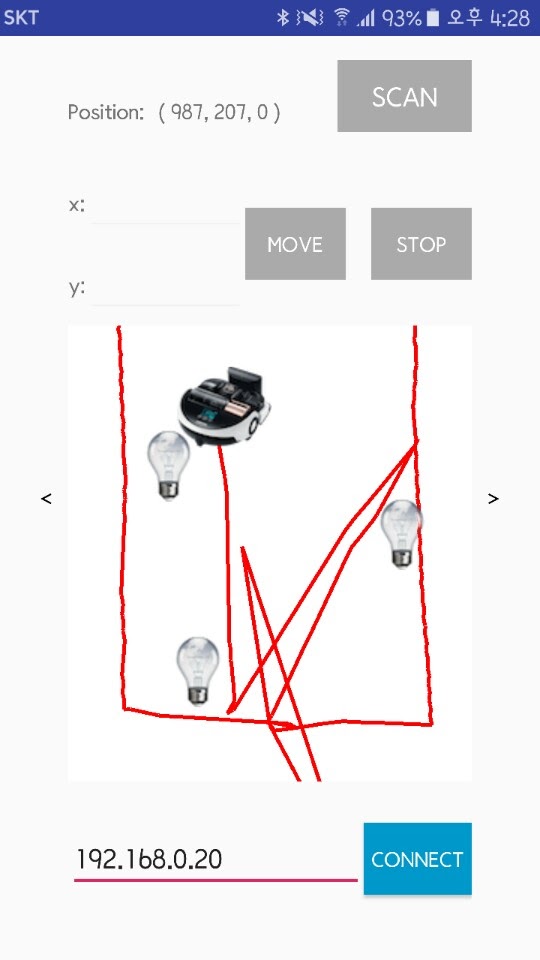 SKT 93% 오후 4:28
Position: ( 987, 207, 0 ) SCAN
x:
MOVE STOP
y:
< >
192.168.0.20 CONNECT